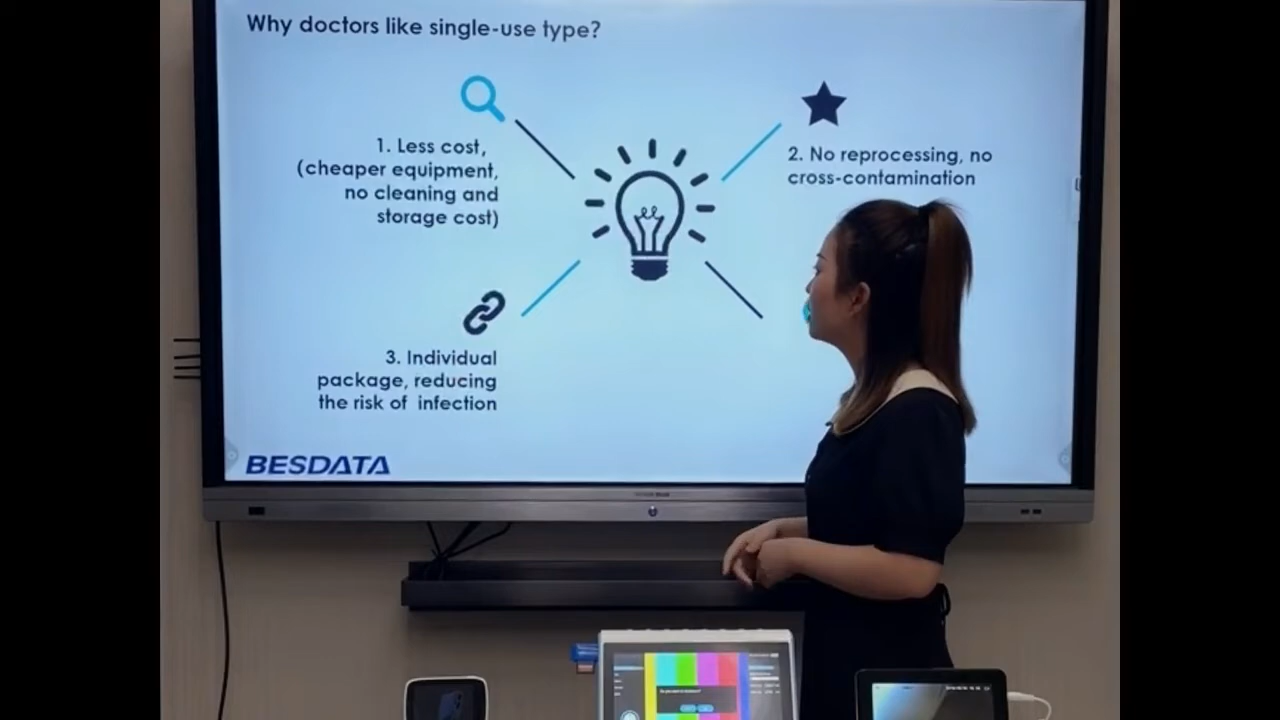 Why doctors like single-use type?
1. Less cost,
(cheaper equipment,
no cleaning and
storage cost)
2. No reprocessing, no
cross-contamination
3. Individual
package, reducing
the risk of infection
BESDATA